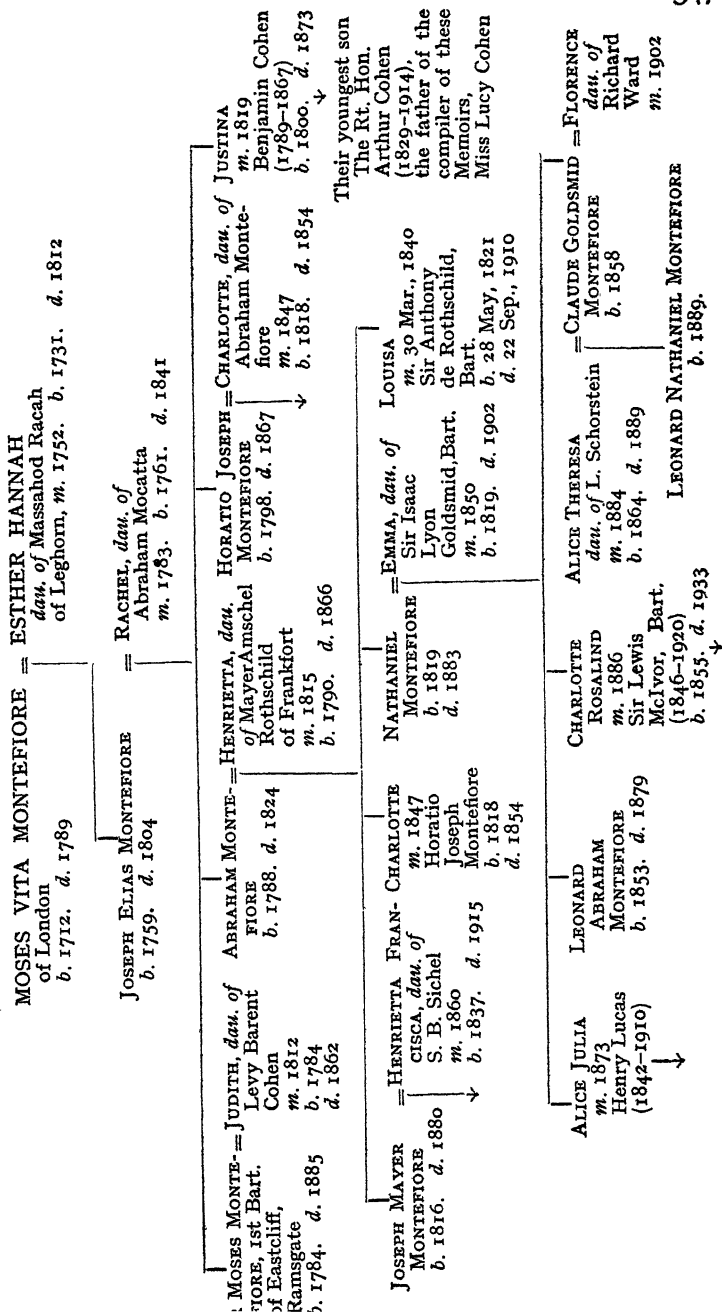 MOSES VITA MONTEFIORE = ESTHER HANNAH
of London
b. 1712. d. 1789
dau. of Massahod Racah
of Leghorn, m. 1752. b. 1731. d. 1812
JOSEPH ELIAS MONTEFIORE
b. 1759. d. 1804
= RACHEL, dau. of
Abraham Mocatta
m. 1783. b. 1761. d. 1841
MOSES MONTE-
FIORE, 1st Bart.
of Eastcliff,
Ramsgate
b. 1784. d. 1885
=JUDITH, dau. of
Levy Barent
Cohen
m. 1812
b. 1784
d. 1862
ABRAHAM MONTE-
FIORE
b. 1788. d. 1824
=HENRIETTA, dau.
of Mayer Amschel
Rothschild
of Frankfort
m. 1815
b. 1790. d. 1866
HORATIO JOSEPH
MONTEFIORE
b. 1798. d. 1867
=CHARLOTTE, dau. of
Abraham Monte-
fiore
m. 1847
b. 1818. d. 1854
JUSTINA
m. 1819
Benjamin Cohen
(1789-1867)
b. 1800. d. 1873
Their youngest son
The Rt. Hon.
Arthur Cohen
(1829-1914),
the father of the
compiler of these
Memoirs,
Miss Lucy Cohen
JOSEPH MAYER
MONTEFIORE
b. 1816. d. 1880
=HENRIETTA FRAN-
CISCA, dau. of
S. B. Sichel
m. 1860
b. 1837. d. 1915
CHARLOTTE
m. 1847
Horatio
Joseph
Montefiore
b. 1818
d. 1854
NATHANIEL
MONTEFIORE
b. 1819
d. 1883
=EMMA, dau. of
Sir Isaac
Lyon
Goldsmid, Bart.
m. 1850
b. 1819. d. 1902
LOUISA
m. 30 Mar., 1840
Sir Anthony
de Rothschild,
Bart.
b. 28 May, 1821
d. 22 Sep., 1910
ALICE JULIA
m. 1873
Henry Lucas
(1842-1910)
LEONARD
ABRAHAM
MONTEFIORE
b. 1853. d. 1879
CHARLOTTE
ROSALIND
m. 1886
Sir Lewis
McIvor, Bart.
(1846-1920)
b. 1855. d. 1933
ALICE THERESA
dau. of L. Schorstein
m. 1884
b. 1864. d. 1889
=CLAUDE GOLDSMID
MONTEFIORE
b. 1858
=FLORENCE
dau. of
Richard
Ward
m. 1902
LEONARD NATHANIEL MONTEFIORE
b. 1889.